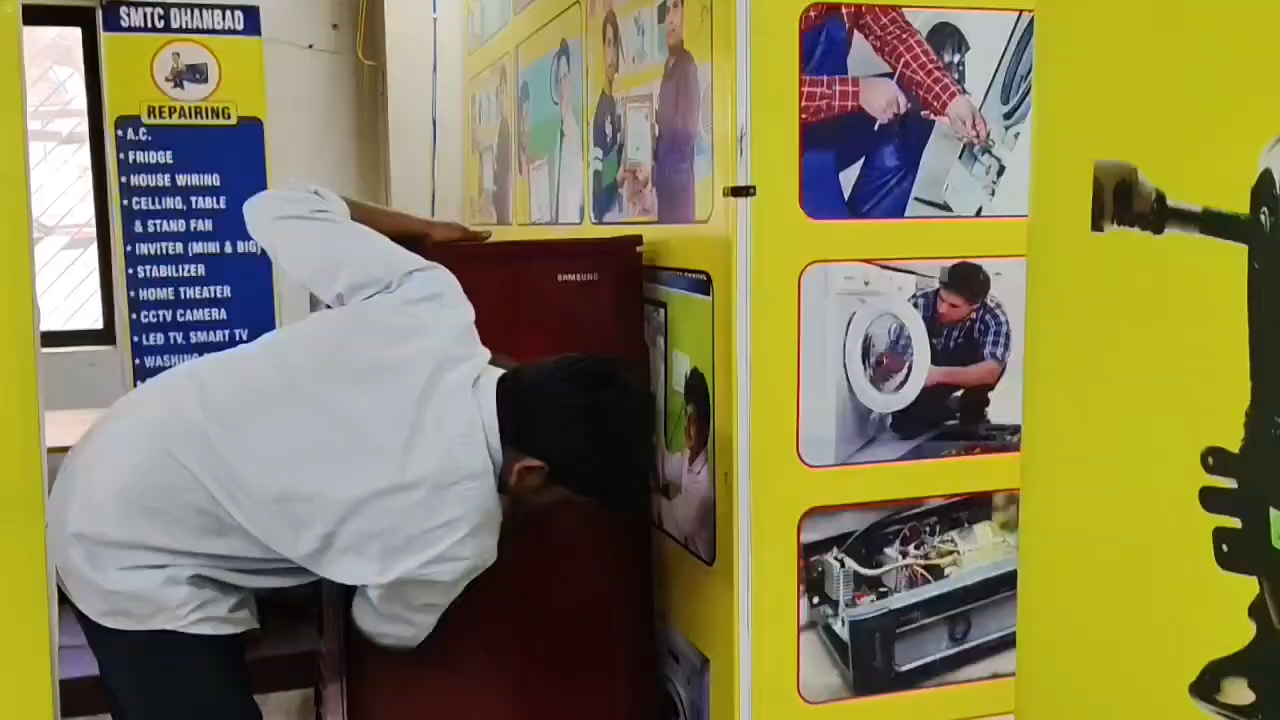 SMTC DHANBAD
REPAIRING
* A.C.
* FRIDGE
* HOUSE WIRING
* CELLING, TABLE
& STAND FAN
* INVITER (MINI & BIG)
* STABILIZER
* HOME THEATER
* CCTV CAMERA
* LED TV, SMART TV
* WASHING
SAMSUNG